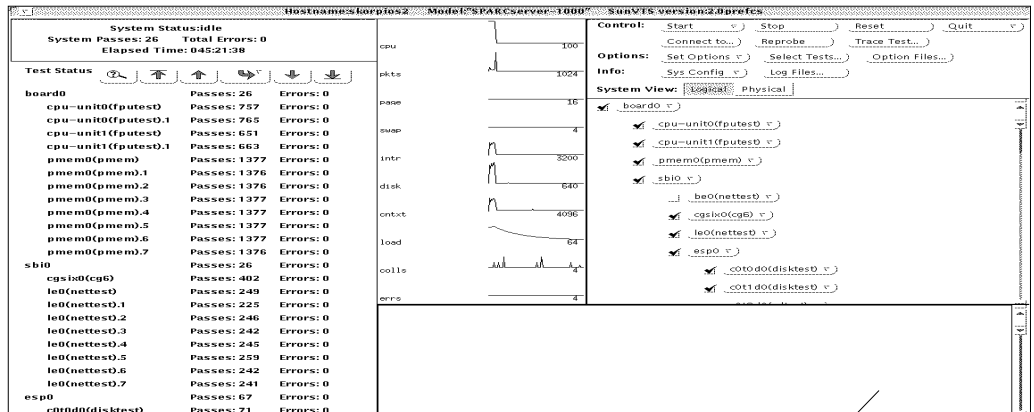 Hostname:skorpios2 Model:"SPARCserver-1000" SunVTS version:2.0prefcs
System Status:idle
System Passes: 26 Total Errors: 0
Elapsed Time: 045:21:38
Test Status
board0 Passes: 26 Errors: 0
cpu-unit0(fputest) Passes: 757 Errors: 0
cpu-unit0(fputest).1 Passes: 765 Errors: 0
cpu-unit1(fputest) Passes: 651 Errors: 0
cpu-unit1(fputest).1 Passes: 663 Errors: 0
pmem0(pmem) Passes: 1377 Errors: 0
pmem0(pmem).1 Passes: 1376 Errors: 0
pmem0(pmem).2 Passes: 1376 Errors: 0
pmem0(pmem).3 Passes: 1377 Errors: 0
pmem0(pmem).4 Passes: 1377 Errors: 0
pmem0(pmem).5 Passes: 1377 Errors: 0
pmem0(pmem).6 Passes: 1377 Errors: 0
pmem0(pmem).7 Passes: 1376 Errors: 0
sbi0 Passes: 26 Errors: 0
cgsix0(cg6) Passes: 402 Errors: 0
le0(nettest) Passes: 249 Errors: 0
le0(nettest).1 Passes: 225 Errors: 0
le0(nettest).2 Passes: 246 Errors: 0
le0(nettest).3 Passes: 242 Errors: 0
le0(nettest).4 Passes: 245 Errors: 0
le0(nettest).5 Passes: 259 Errors: 0
le0(nettest).6 Passes: 242 Errors: 0
le0(nettest).7 Passes: 241 Errors: 0
esp0 Passes: 67 Errors: 0
c0t0d0(disktest) Passes: 71 Errors: 0
cpu 100
pkts 1024
page 16
swap 4
intr 3200
disk 640
cntxt 4096
load 64
colls 4
errs 4
Control: Start Stop Reset Quit
Connect to... Reprobe Trace Test...
Options: Set Options Select Tests... Option Files...
Info: Sys Config Log Files...
System View: Logical Physical
board0
cpu-unit0(fputest)
cpu-unit1(fputest)
pmem0(pmem)
sbi0
be0(nettest)
cgsix0(cg6)
le0(nettest)
esp0
c0t0d0(disktest)
c0t1d0(disktest)